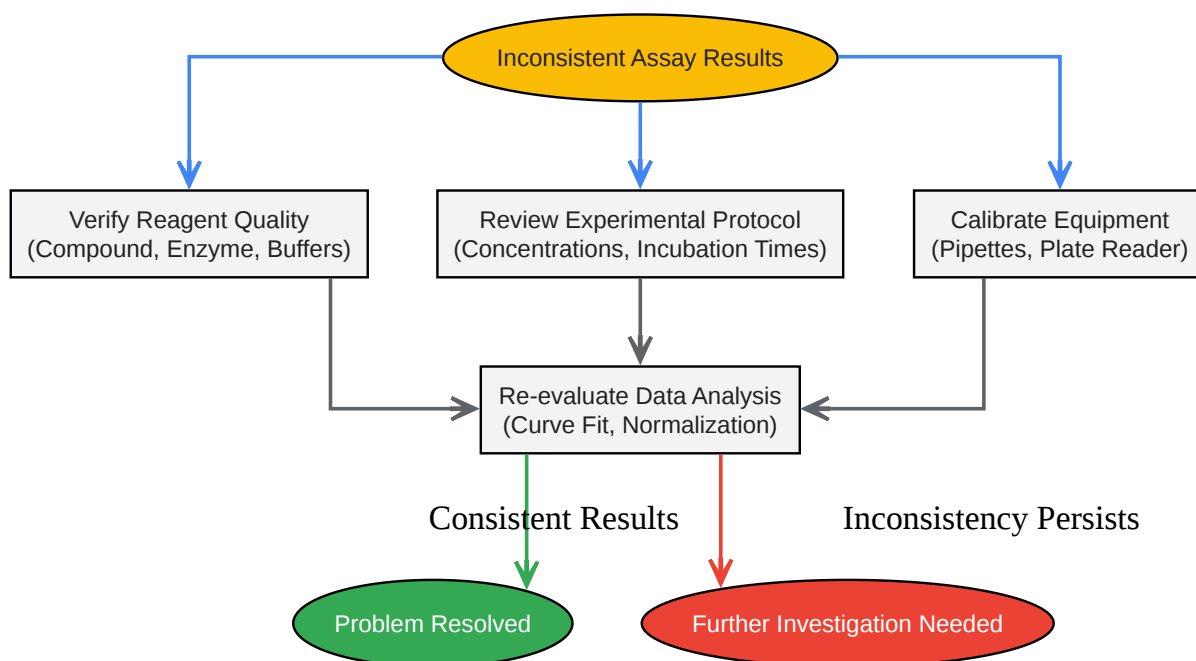 Inconsistent Assay Results
Verify Reagent Quality
(Compound, Enzyme, Buffers)
Review Experimental Protocol
(Concentrations, Incubation Times)
Calibrate Equipment
(Pipettes, Plate Reader)
Re-evaluate Data Analysis
(Curve Fit, Normalization)
Consistent Results
Inconsistency Persists
Problem Resolved
Further Investigation Needed